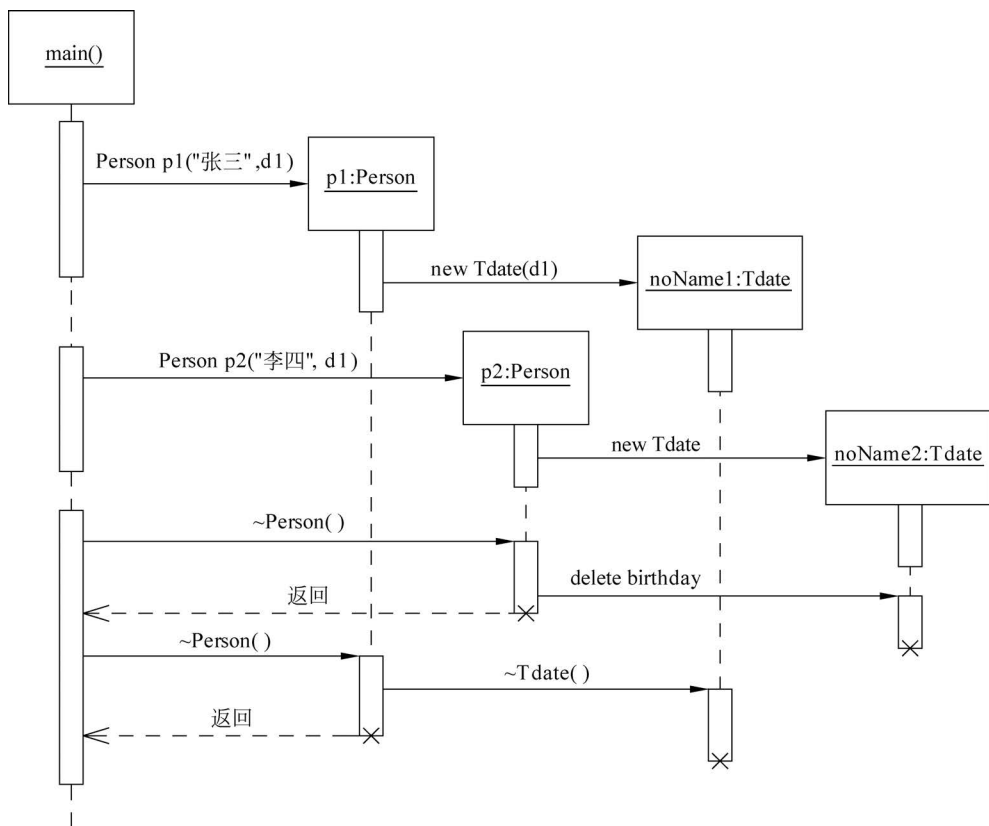 main()
Person p1("张三",d1)
p1:Person
new Tdate(d1)
noName1:Tdate
Person p2("李四", d1)
p2:Person
new Tdate
noName2:Tdate
~Person( )
delete birthday
返回
~Person( )
~Tdate( )
返回